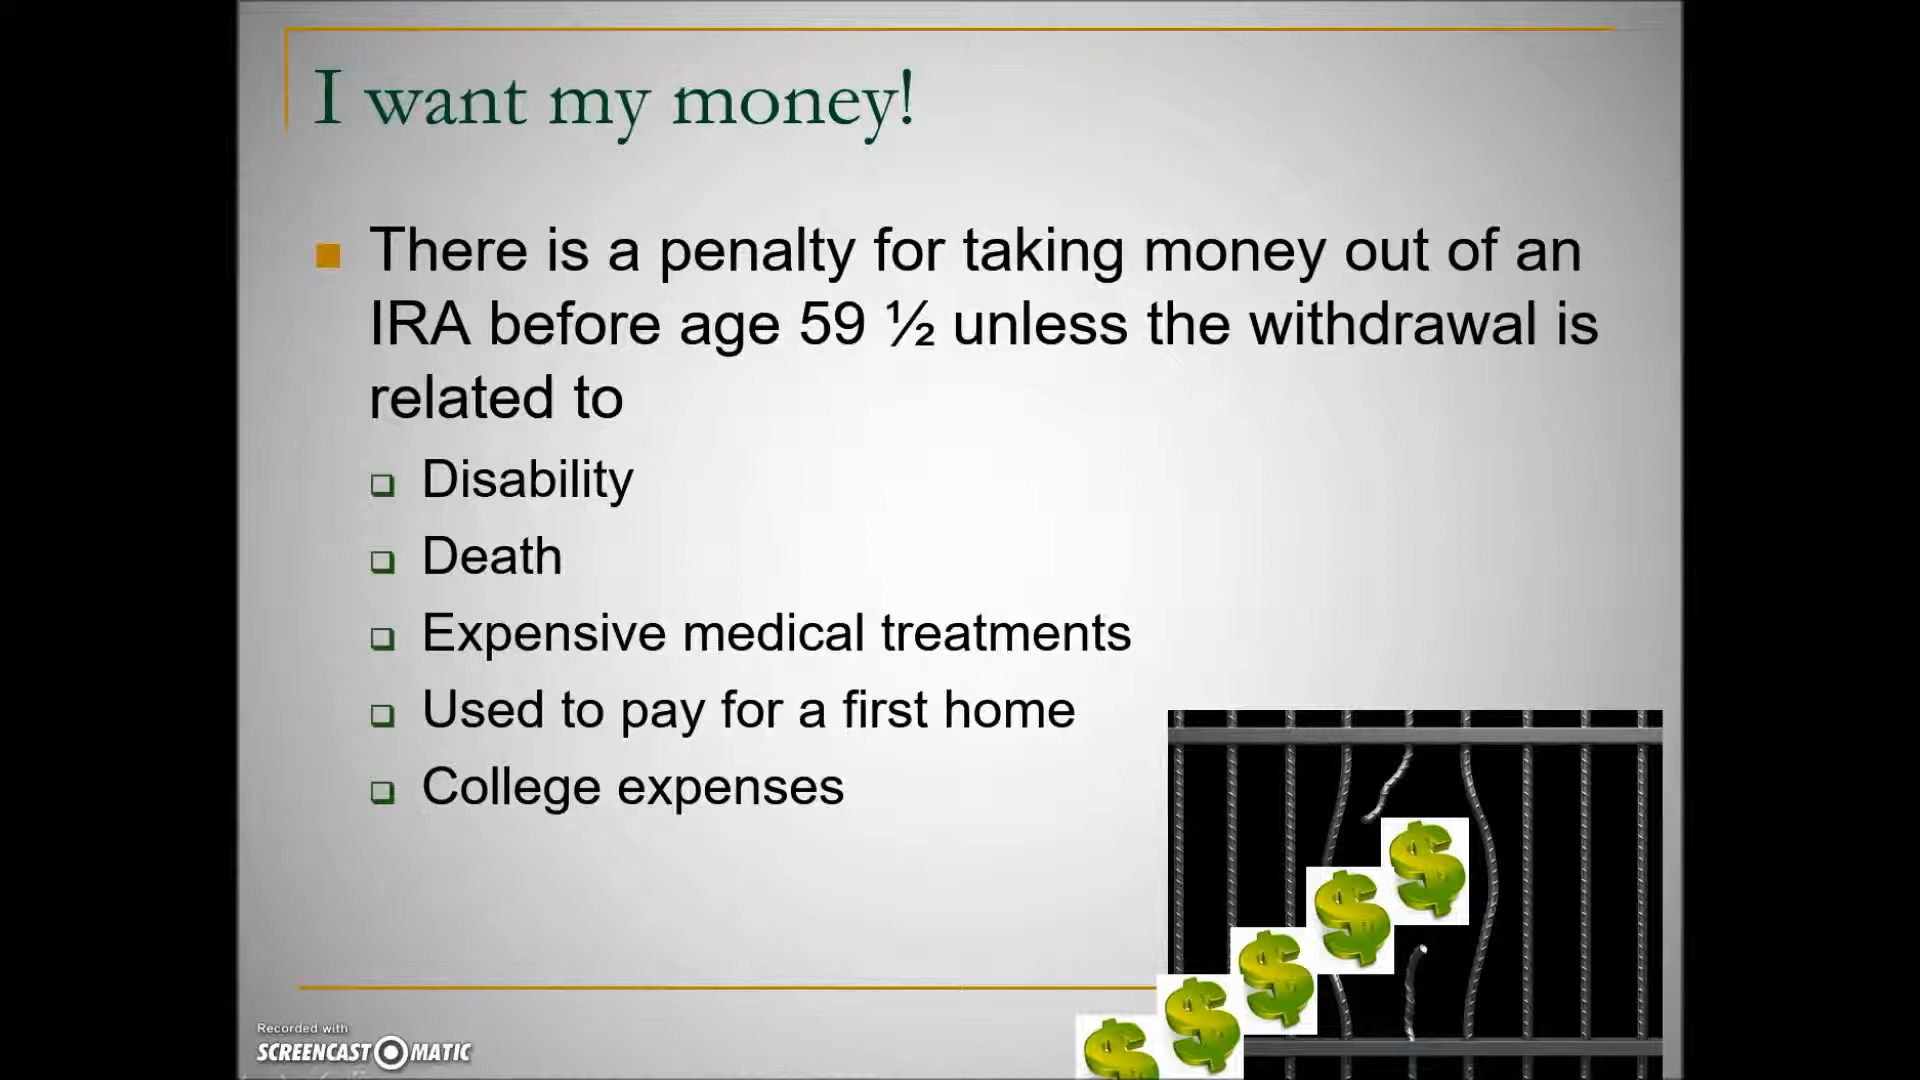 I want my money!
There is a penalty for taking money out of an
IRA before age 59 ½ unless the withdrawal is
related to
Disability
Death
Expensive medical treatments
Used to pay for a first home
College expenses
Recorded with
SCREENCAST-O-MATIC